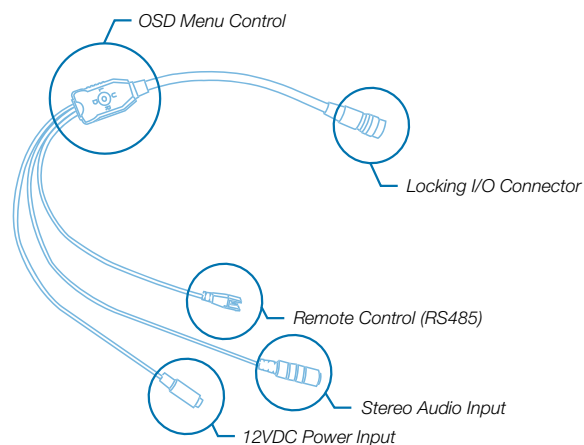 OSD Menu Control
Locking I/O Connector
Remote Control (RS485)
Stereo Audio Input
12VDC Power Input